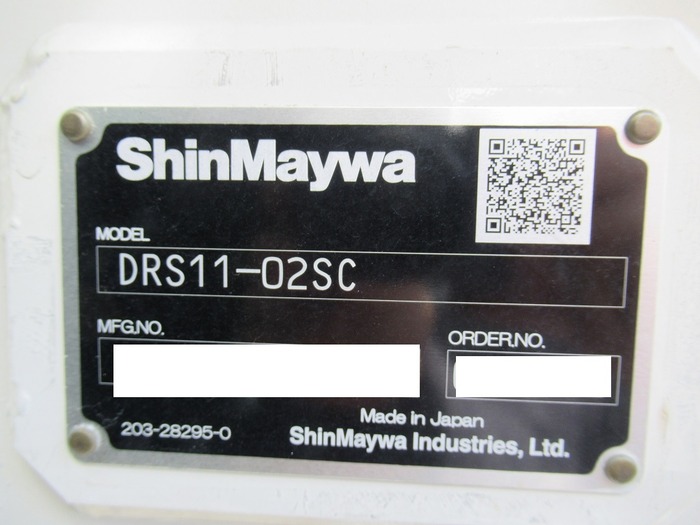 ShinMaywa
MODEL
DRS11-02SC
MFG.NO.
ORDER.NO.
Made in Japan
203-28295-0
ShinMaywa Industries, Ltd.